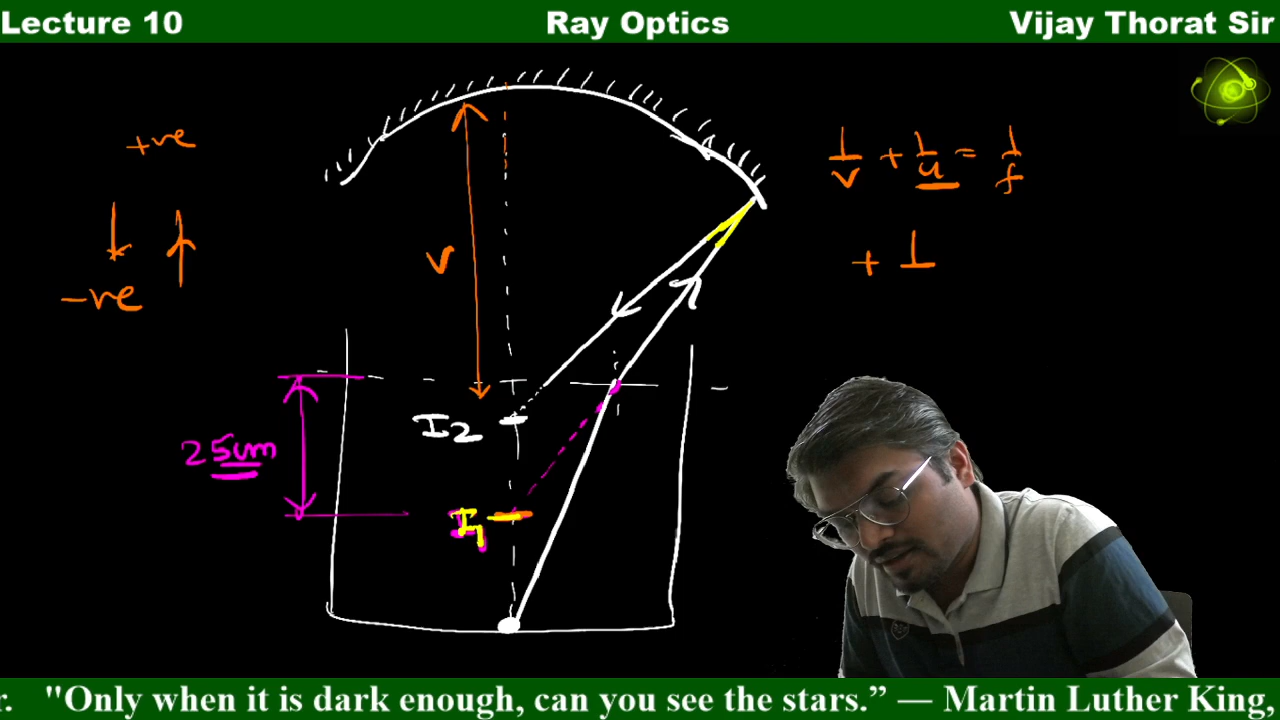 Lecture 10 Ray Optics Vijay Thorat Sir
+ve
-ve
v
1/v + 1/u = 1/f
+ 1
I2
25cm
I1
r. "Only when it is dark enough, can you see the stars.” — Martin Luther King,